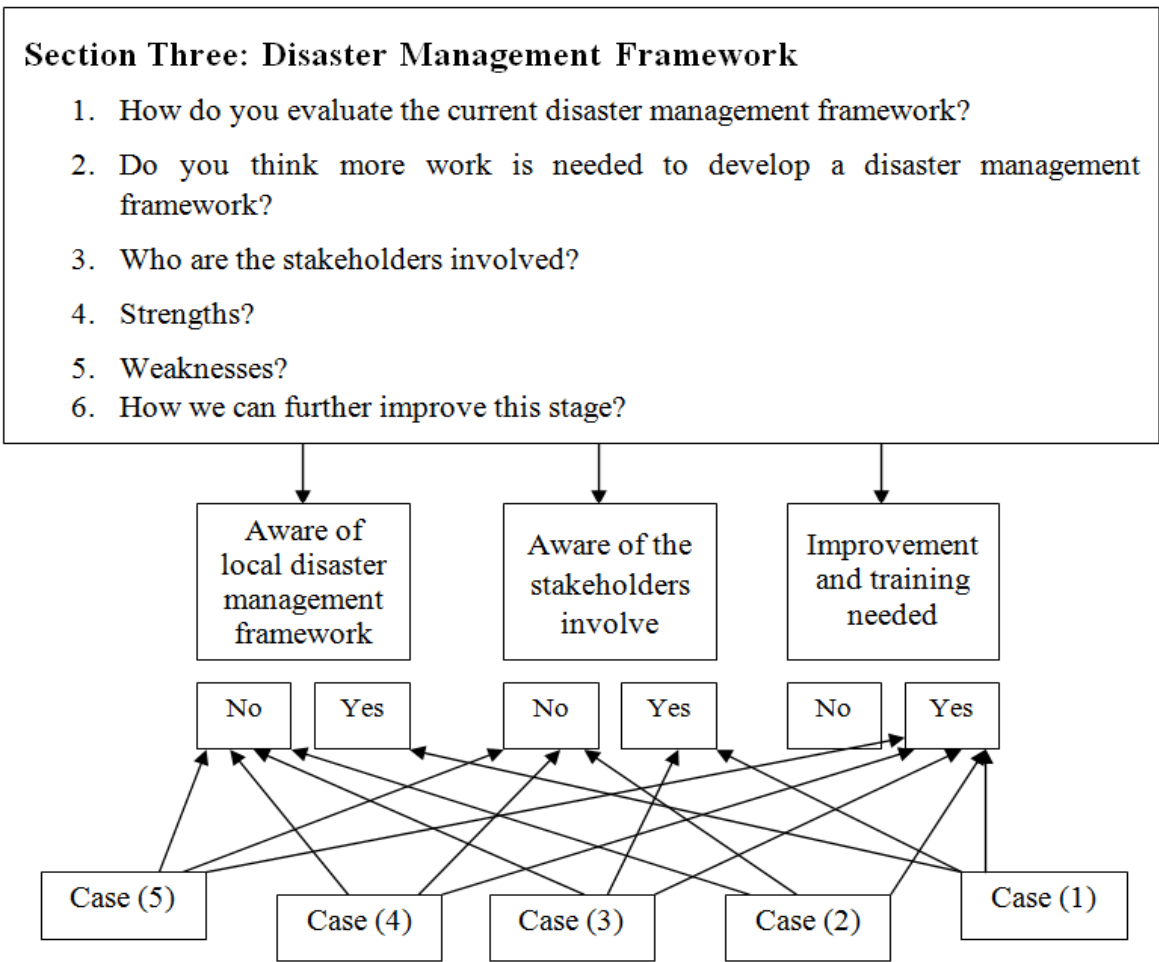 Section Three: Disaster Management Framework
1. How do you evaluate the current disaster management framework?
2. Do you think more work is needed to develop a disaster management
framework?
3. Who are the stakeholders involved?
4. Strengths?
5. Weaknesses?
6. How we can further improve this stage?
Aware of
local disaster
management
framework
Aware of the
stakeholders
involve
Improvement
and training
needed
No
Yes
No
Yes
No
Yes
Case (5)
Case (4)
Case (3)
Case (2)
Case (1)